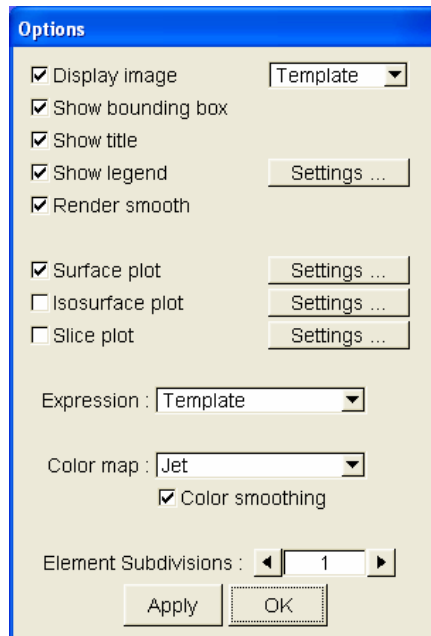 Options
Display image Template
Show bounding box
Show title
Show legend Settings ...
Render smooth
Surface plot Settings ...
Isosurface plot Settings ...
Slice plot Settings ...
Expression : Template
Color map : Jet
Color smoothing
Element Subdivisions : 1
Apply OK